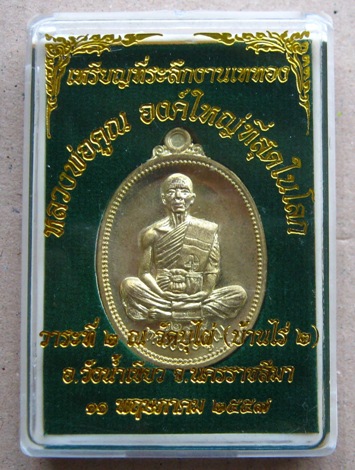 เหรียญที่ระลึกงานเททอง
หลวงพ่อคูณ องค์ใหญ่ที่สุดในโลก
วาระที่ ๒ ณ วัดบุไผ่ (บ้านไร่ ๒)
อ.วังน้ำเขียว จ.นครราชสีมา
๑๑ พฤษภาคม ๒๕๕๗